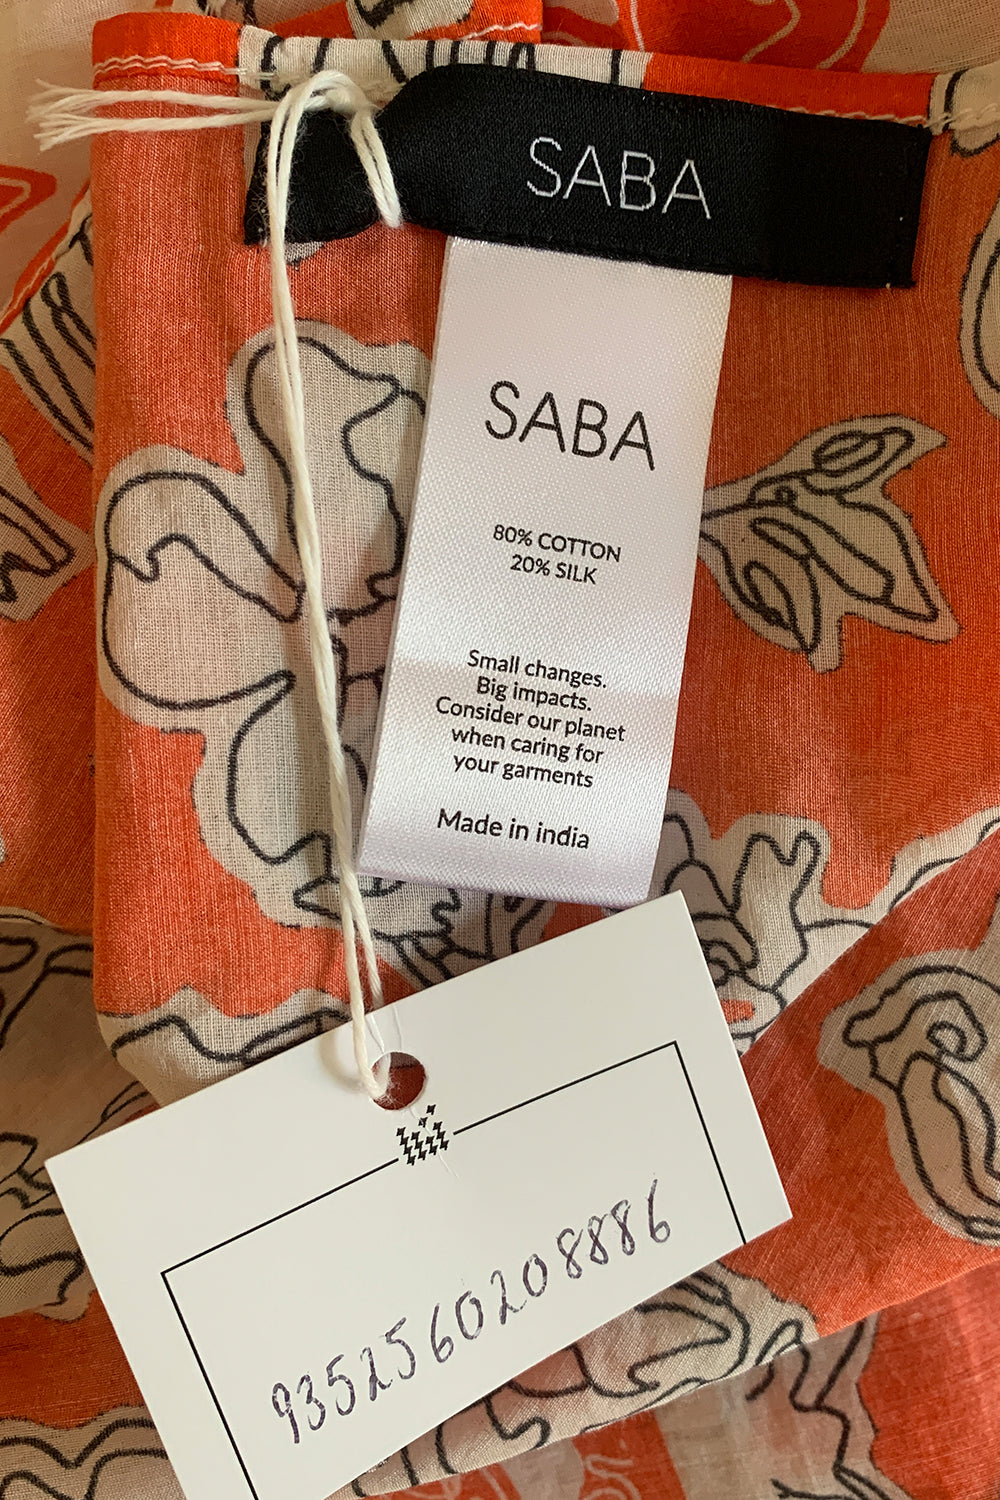 SABA
SABA
80% COTTON
20% SILK
Small changes.
Big impacts.
Consider our planet
when caring for
your garments
Made in india
9352560208886